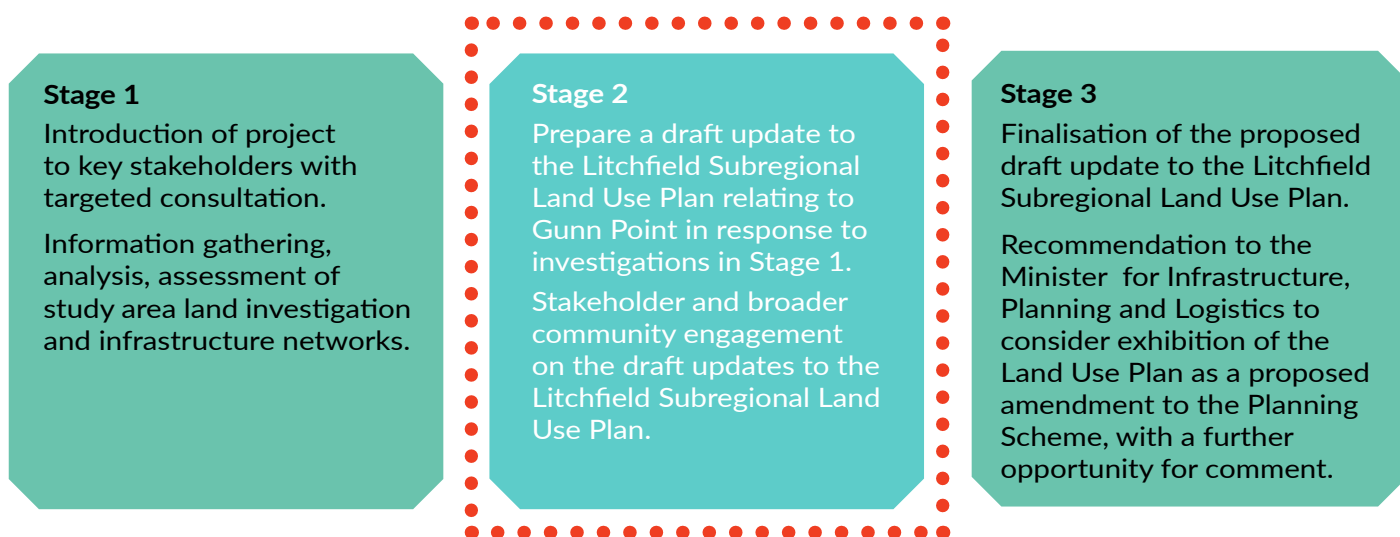 Stage 1
Introduction of project
to key stakeholders with
targeted consultation.
Information gathering,
analysis, assessment of
study area land investigation
and infrastructure networks.
Stage 2
Prepare a draft update to
the Litchfield Subregional
Land Use Plan relating to
Gunn Point in response to
investigations in Stage 1.
Stakeholder and broader
community engagement
on the draft updates to the
Litchfield Subregional Land
Use Plan.
Stage 3
Finalisation of the proposed
draft update to the Litchfield
Subregional Land Use Plan.
Recommendation to the
Minister  for Infrastructure,
Planning and Logistics to
consider exhibition of the
Land Use Plan as a proposed
amendment to the Planning
Scheme, with a further
opportunity for comment.